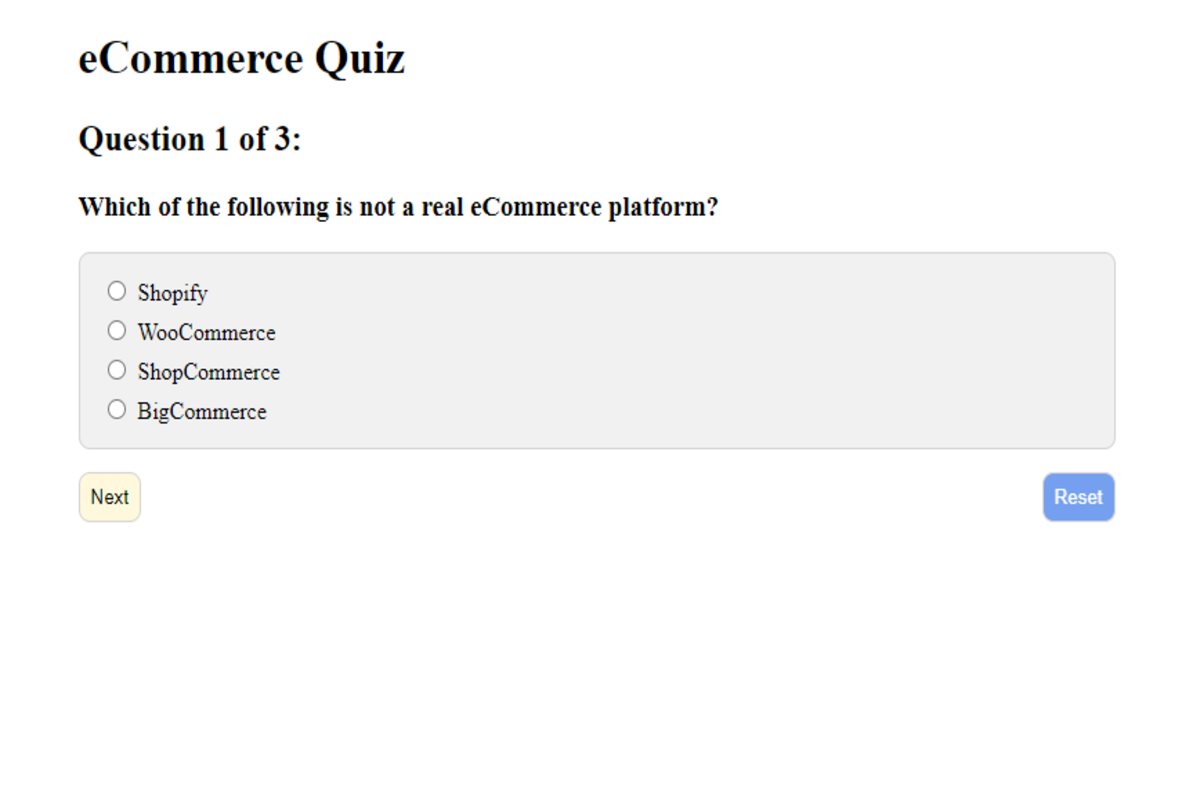 eCommerce Quiz
Question 1 of 3:
Which of the following is not a real eCommerce platform?
Shopify
WooCommerce
ShopCommerce
BigCommerce
Next
Reset